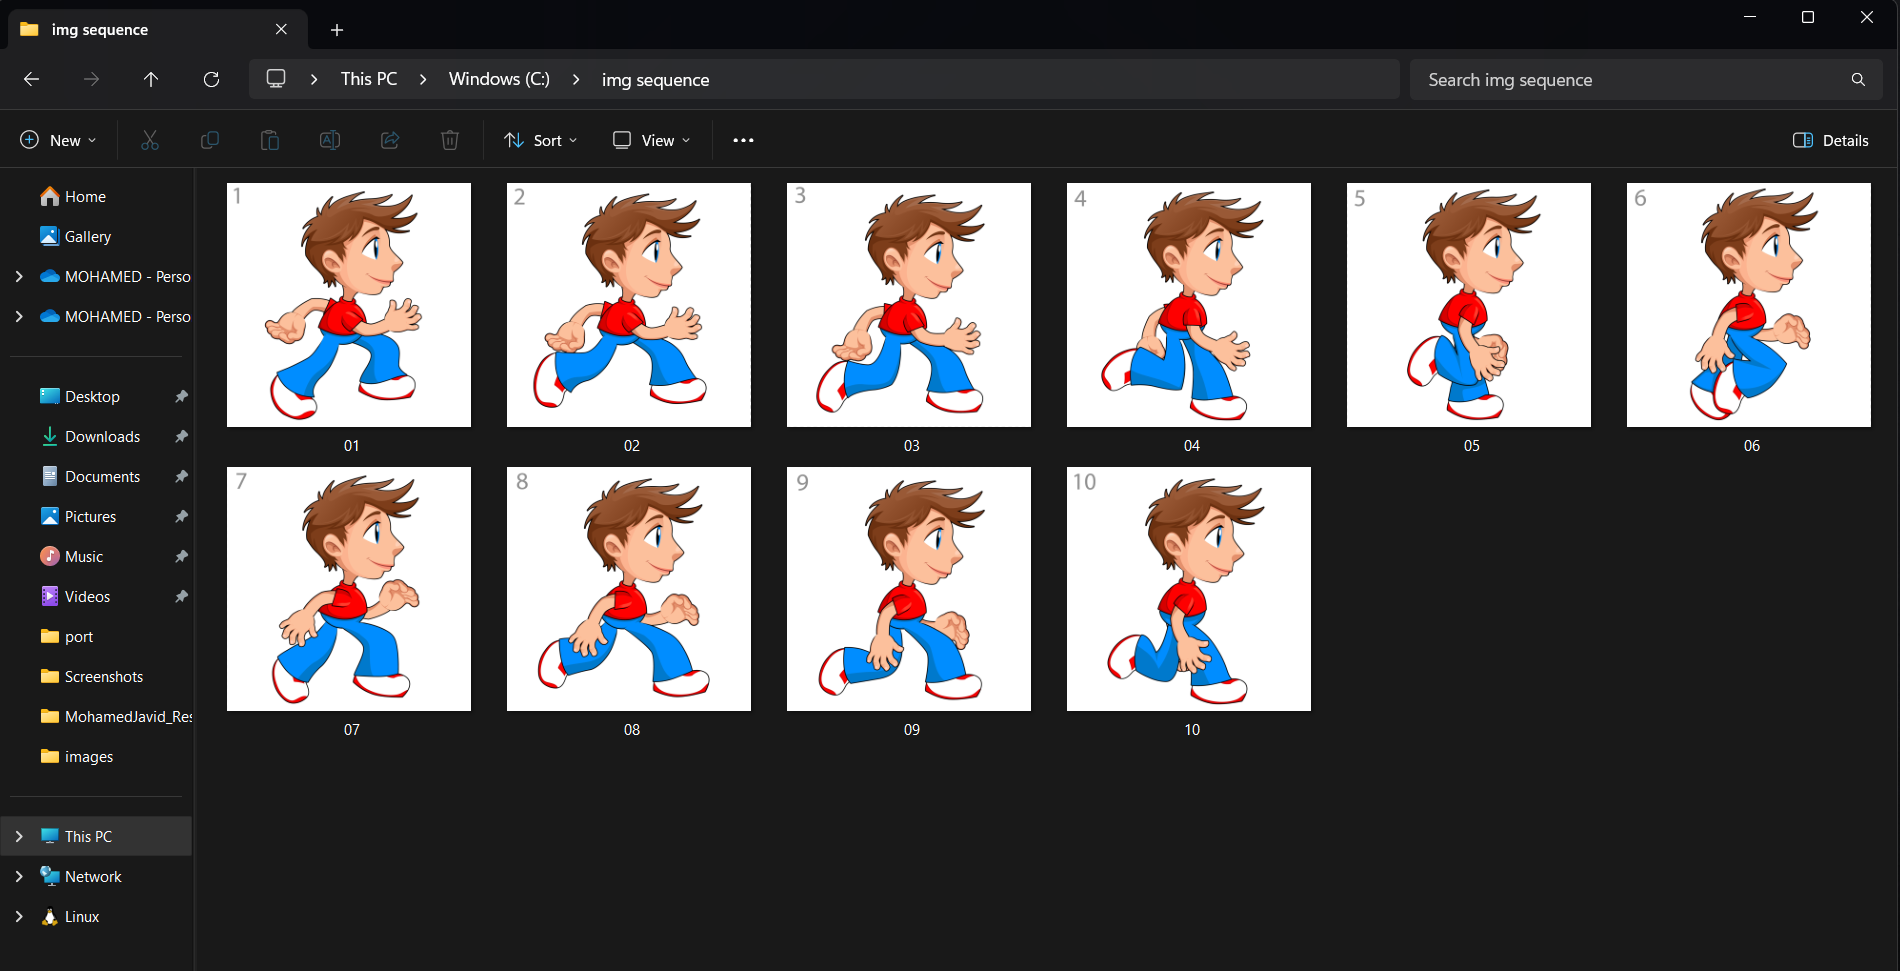 img sequence
This PC
Windows (C:)
img sequence
Search img sequence
New
Sort
View
Details
Home
Gallery
MOHAMED - Perso
MOHAMED - Perso
Desktop
Downloads
Documents
Pictures
Music
Videos
port
Screenshots
MohamedJavid_Res
images
This PC
Network
Linux
1
2
3
4
5
6
01
02
03
04
05
06
7
8
9
10
07
08
09
10